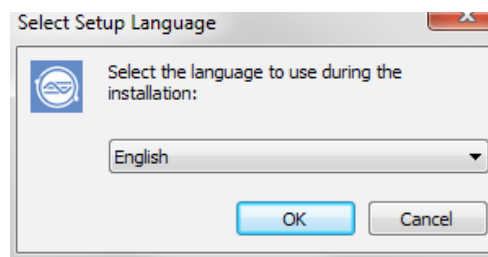 Select Setup Language
Select the language to use during the
installation:
English
OK
Cancel